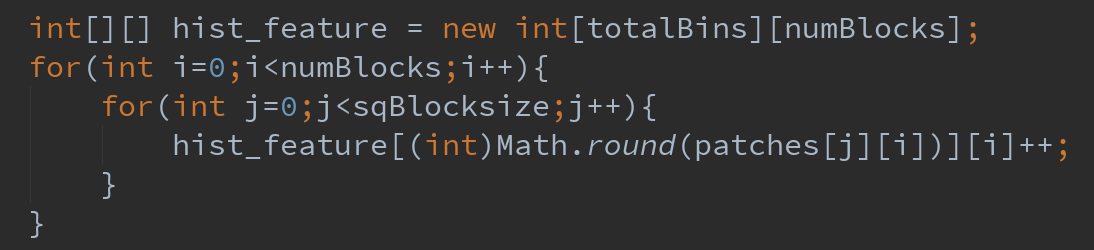 int[][] hist_feature = new int[totalBins][numBlocks];
for(int i=0;i<numBlocks;i++){
    for(int j=0;j<sqBlocksize;j++){
        hist_feature[(int)Math.round(patches[j][i])][i]++;
    }
}